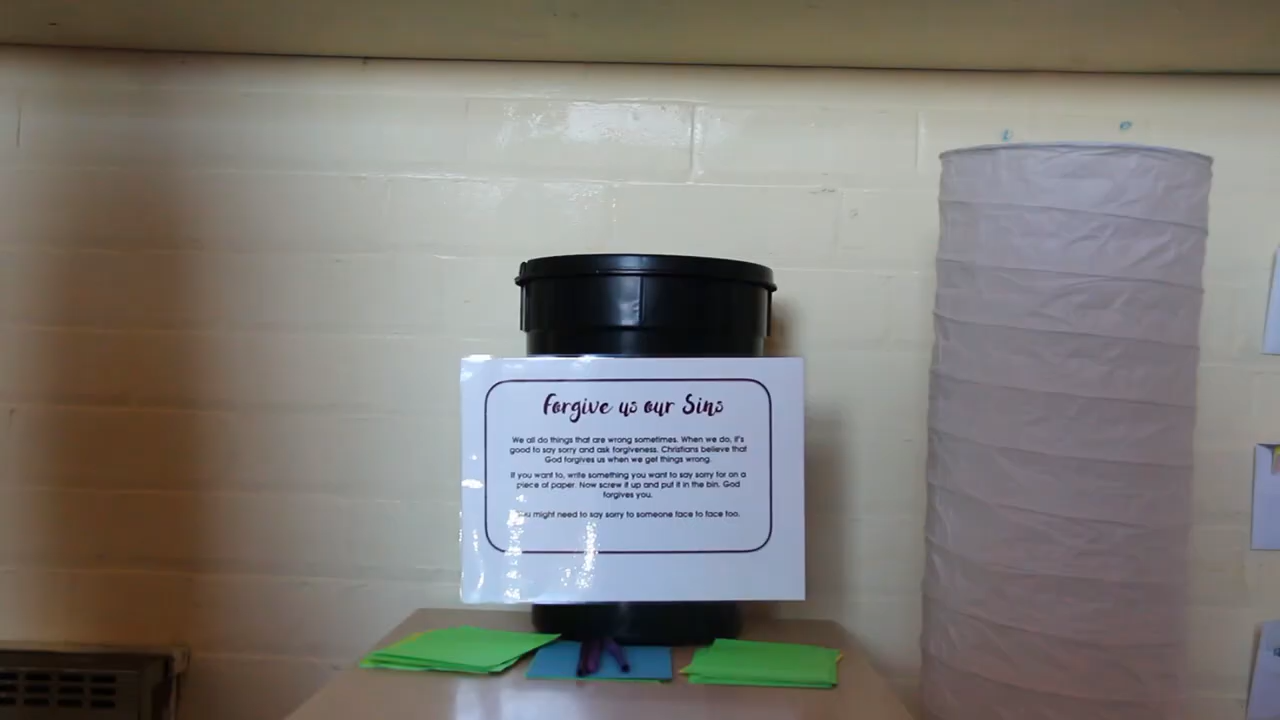 Forgive us our Sins
We all do things that are wrong sometimes. When we do, it's
good to say sorry and ask forgiveness. Christians believe that
God forgives us when we get things wrong.
If you want to, write something you want to say sorry for on a
piece of paper. Now screw it up and put it in the bin. God
forgives you.
You might need to say sorry to someone face to face too.